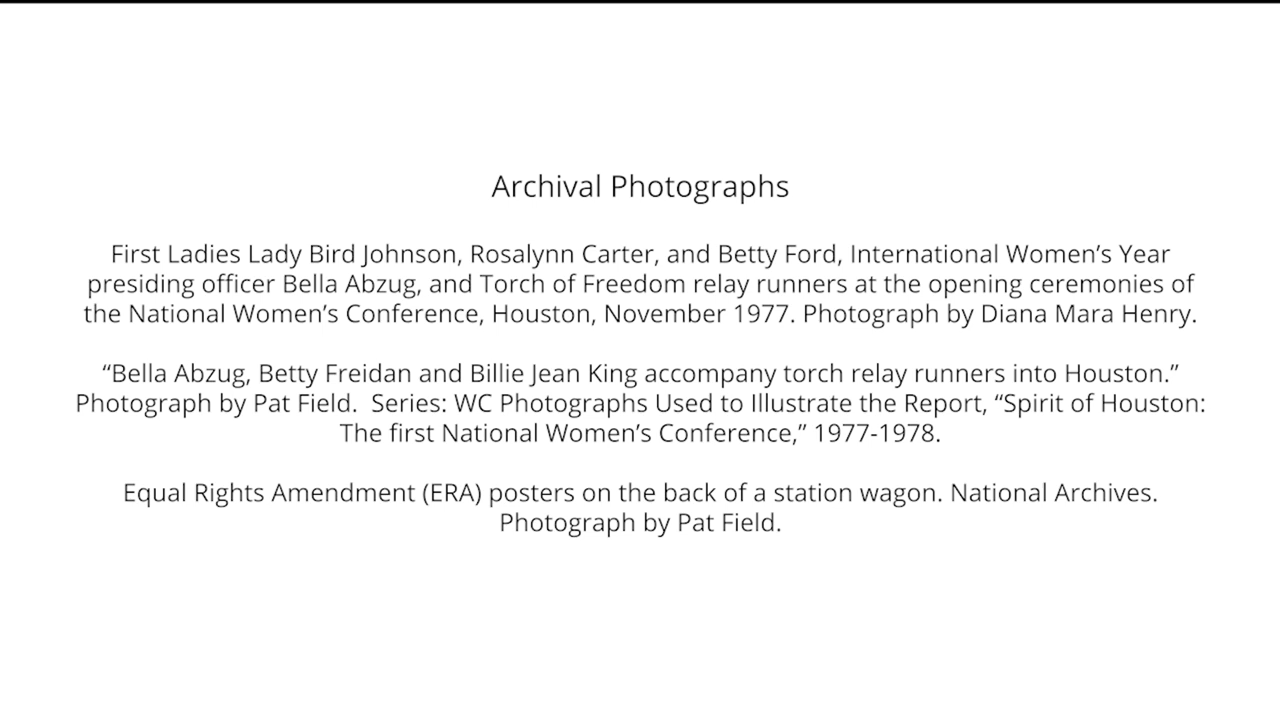 Archival Photographs
First Ladies Lady Bird Johnson, Rosalynn Carter, and Betty Ford, International Women’s Year
presiding officer Bella Abzug, and Torch of Freedom relay runners at the opening ceremonies of
the National Women’s Conference, Houston, November 1977. Photograph by Diana Mara Henry.
“Bella Abzug, Betty Freidan and Billie Jean King accompany torch relay runners into Houston.”
Photograph by Pat Field.  Series: WC Photographs Used to Illustrate the Report, “Spirit of Houston:
The first National Women’s Conference,” 1977-1978.
Equal Rights Amendment (ERA) posters on the back of a station wagon. National Archives.
Photograph by Pat Field.